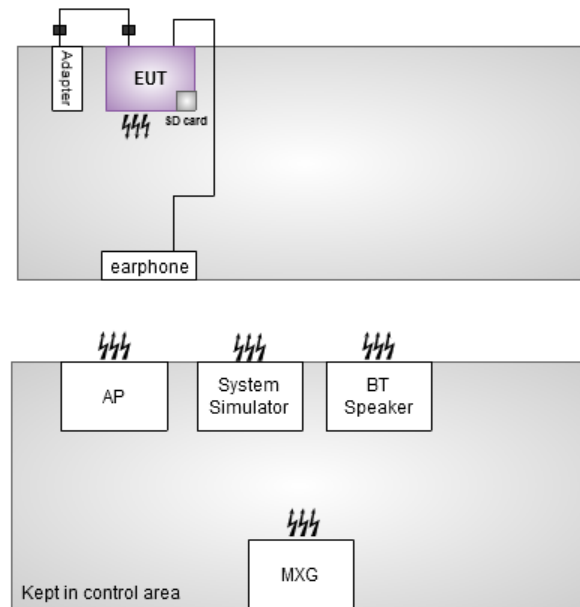 Adapter
EUT
SD card
earphone
AP
System
Simulator
BT
Speaker
MXG
Kept in control area